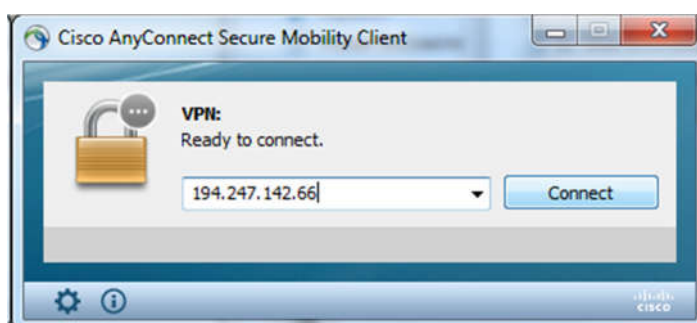 Cisco AnyConnect Secure Mobility Client
VPN:
Ready to connect.
194.247.142.66
Connect
cisco